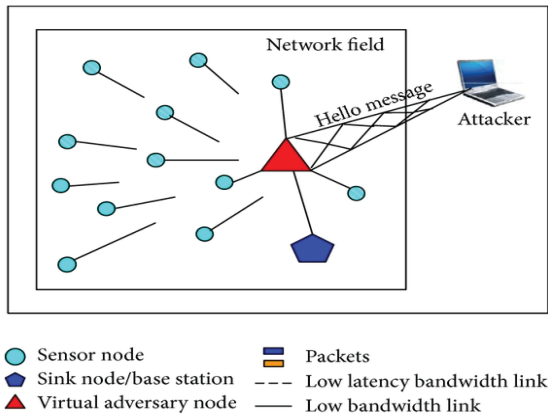 Network field
Hello message
Attacker
Sensor node
Sink node/base station
Virtual adversary node
Packets
Low latency bandwidth link
Low bandwidth link